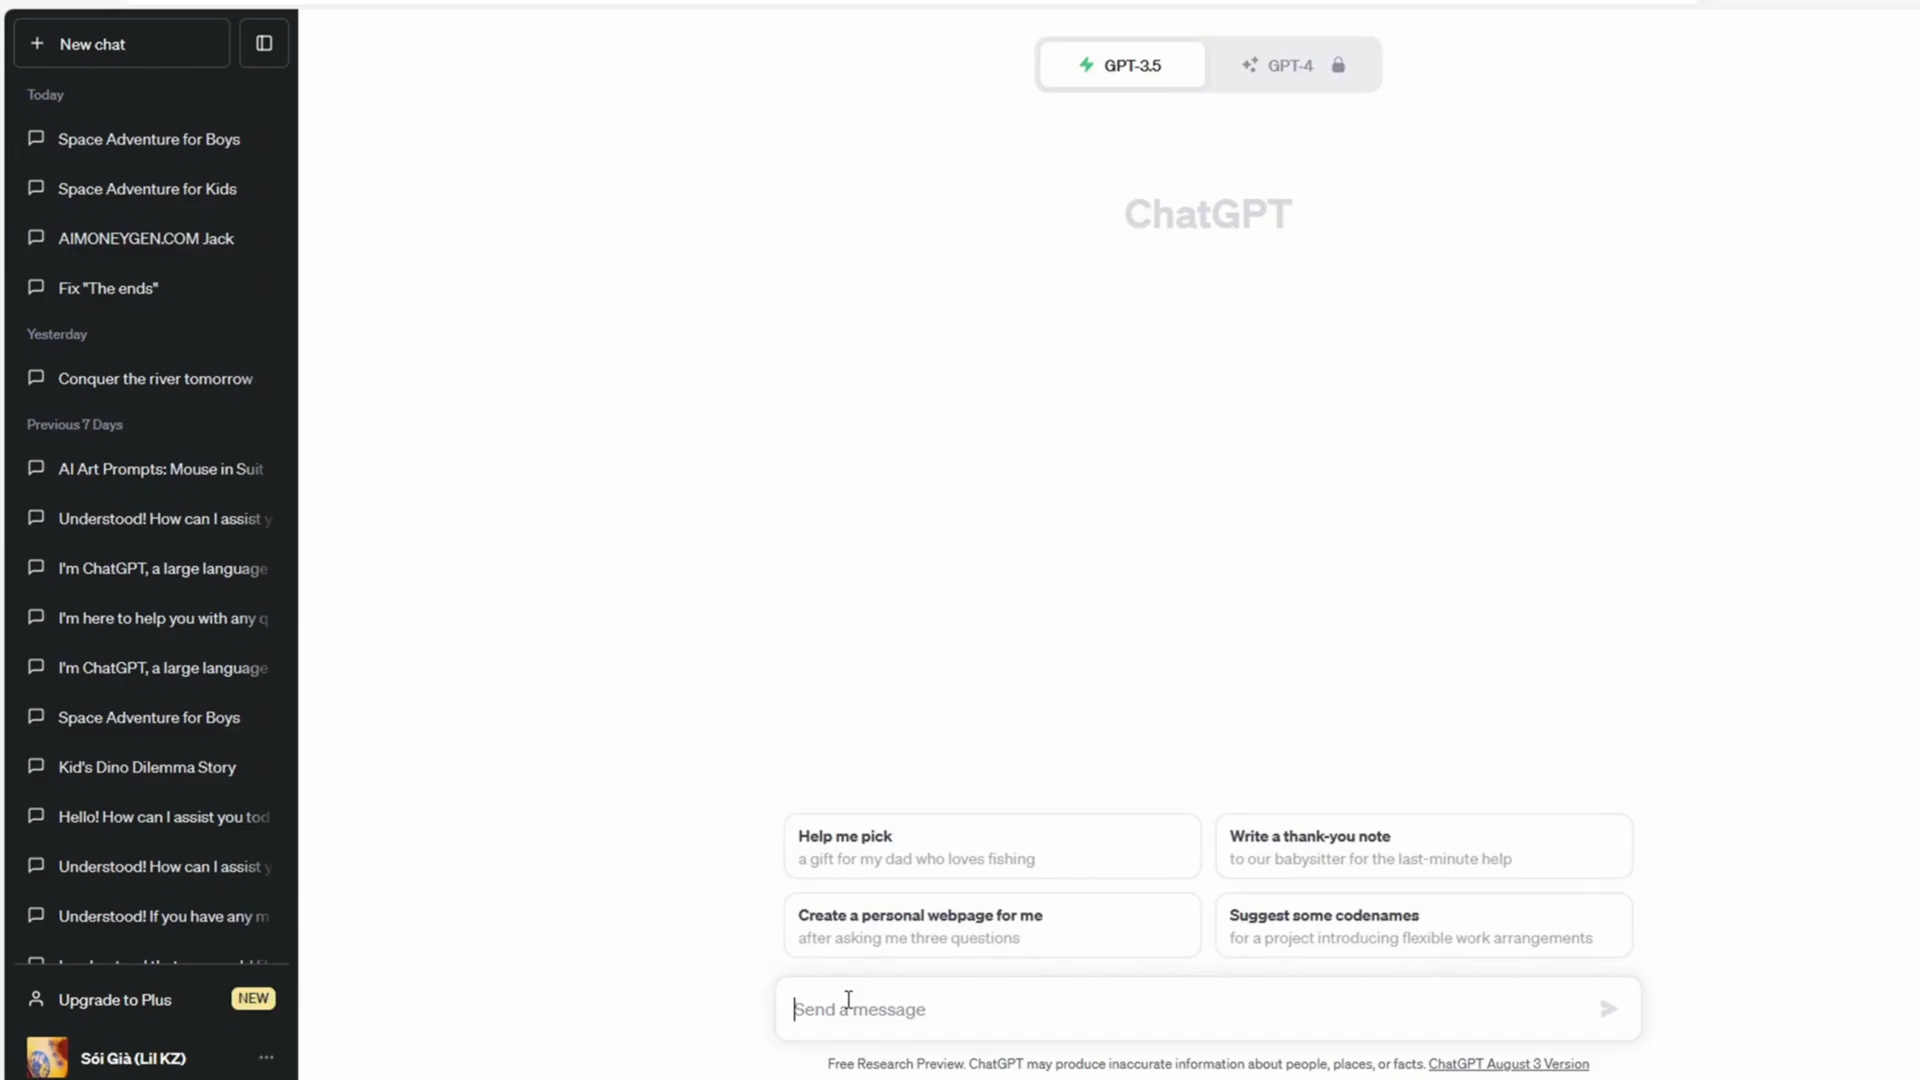 New chat
Today
Space Adventure for Boys
Space Adventure for Kids
AIMONEYGEN.COM Jack
Fix "The ends"
Yesterday
Conquer the river tomorrow
Previous 7 Days
AI Art Prompts: Mouse in Suit
Understood! How can I assist y
I'm ChatGPT, a large language
I'm here to help you with any q
I'm ChatGPT, a large language
Space Adventure for Boys
Kid's Dino Dilemma Story
Hello! How can I assist you tod
Understood! How can I assist y
Understood! If you have any m
Upgrade to Plus NEW
Sói Già (Lil KZ)
GPT-3.5 GPT-4
ChatGPT
Help me pick
a gift for my dad who loves fishing
Write a thank-you note
to our babysitter for the last-minute help
Create a personal webpage for me
after asking me three questions
Suggest some codenames
for a project introducing flexible work arrangements
Send a message
Free Research Preview. ChatGPT may produce inaccurate information about people, places, or facts. ChatGPT August 3 Version